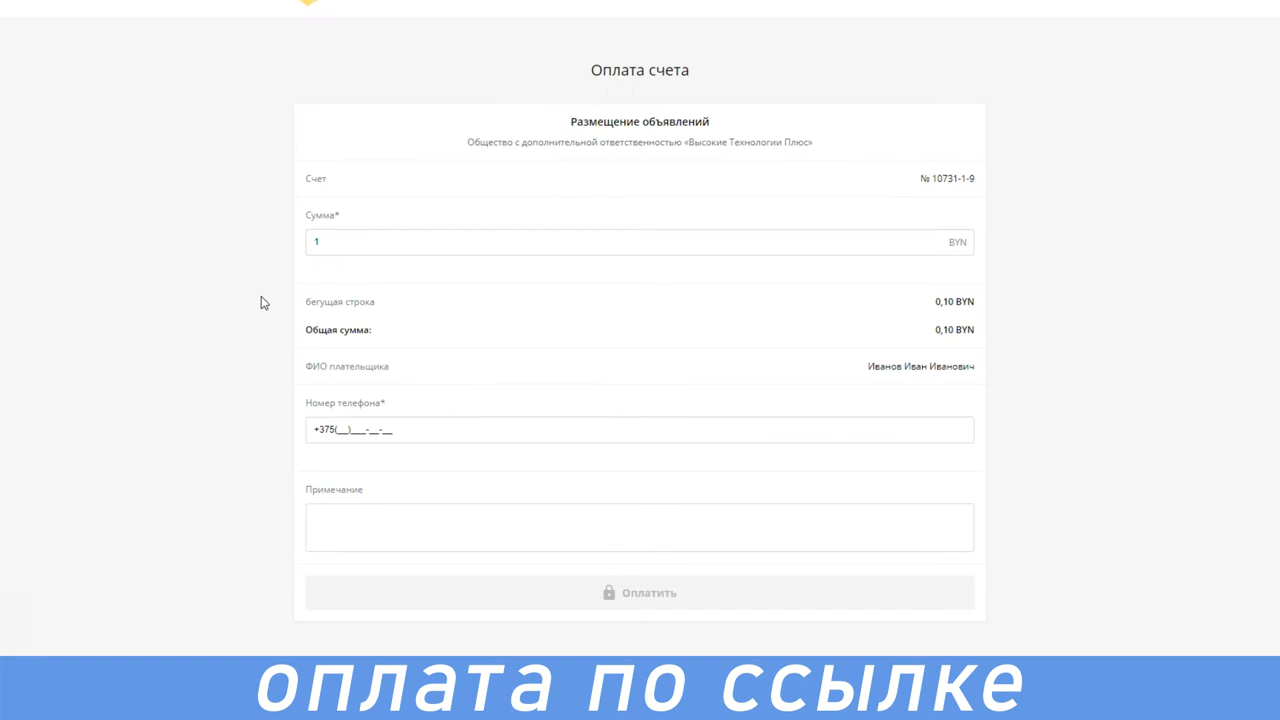 Оплата счета
Размещение объявлений
Общество с дополнительной ответственностью «Высокие Технологии Плюс»
Счет № 10731-1-9
Сумма*
1 BYN
бегущая строка 0,10 BYN
Общая сумма: 0,10 BYN
ФИО плательщика Иванов Иван Иванович
Номер телефона*
+375(__)___-__-__
Примечание
Оплатить
оплата по ссылке